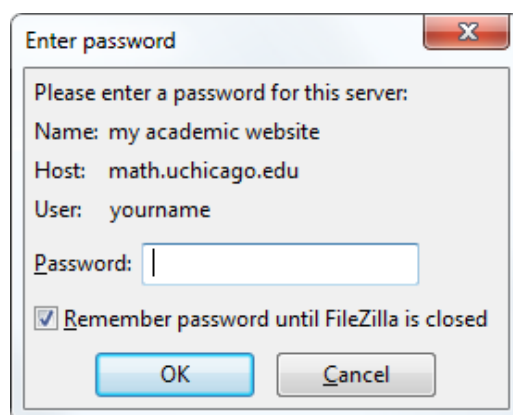 Enter password
Please enter a password for this server:
Name: my academic website
Host: math.uchicago.edu
User: yourname
Password:
Remember password until FileZilla is closed
OK Cancel